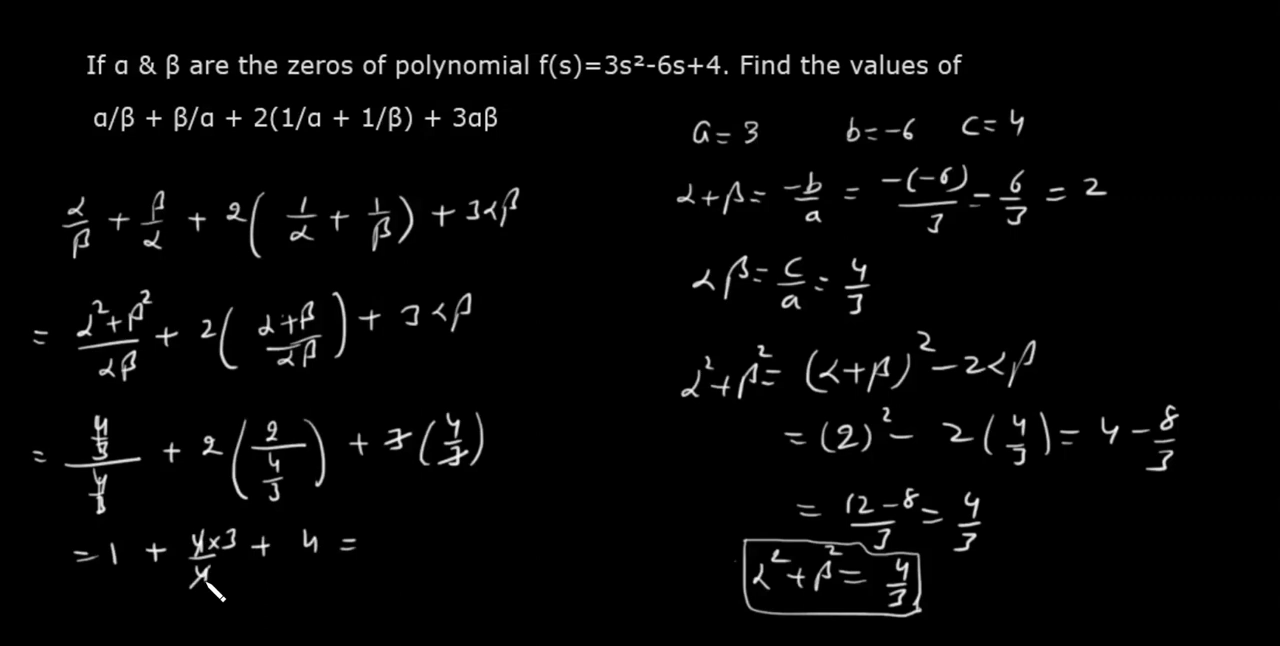 If α & β are the zeros of polynomial f(s)=3s²-6s+4. Find the values of
α/β + β/α + 2(1/α + 1/β) + 3αβ
a = 3 b = -6 c = 4
α/β + β/α + 2(1/α + 1/β) + 3αβ
= (α²+β²)/αβ + 2((α+β)/αβ) + 3αβ
= (4/3)/(4/3) + 2(2/(4/3)) + 3(4/3)
= 1 + (4×3)/4 + 4 =
α+β = -b/a = -(-6)/3 = 6/3 = 2
αβ = c/a = 4/3
α²+β² = (α+β)² - 2αβ
= (2)² - 2(4/3) = 4 - 8/3
= (12-8)/3 = 4/3
α²+β² = 4/3